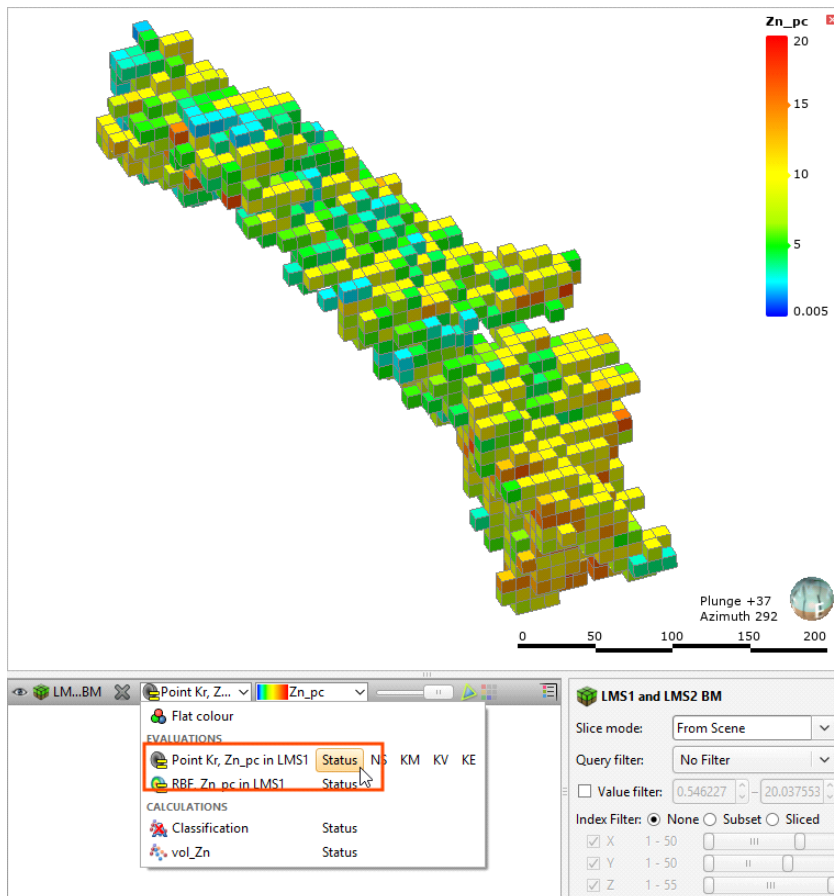 Zn_pc
20
15
10
5
0.005
Plunge +37
Azimuth 292
E
0 50 100 150 200
LM...BM Point Kr, Z... Zn_pc
Flat colour
EVALUATIONS
Point Kr, Zn_pc in LMS1 Status NS KM KV KE
RBF, Zn_pc in LMS1 Status
CALCULATIONS
Classification Status
vol_Zn Status
LMS1 and LMS2 BM
Slice mode: From Scene
Query filter: No Filter
Value filter: 0.546227 – 20.037553
Index Filter: None Subset Sliced
X 1 - 50
Y 1 - 50
Z 1 - 55